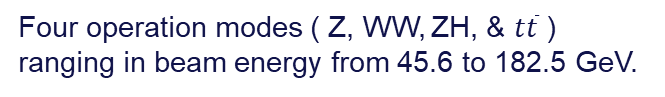 Four operation modes ( Z, WW, ZH, & tt̄ )
ranging in beam energy from 45.6 to 182.5 GeV.